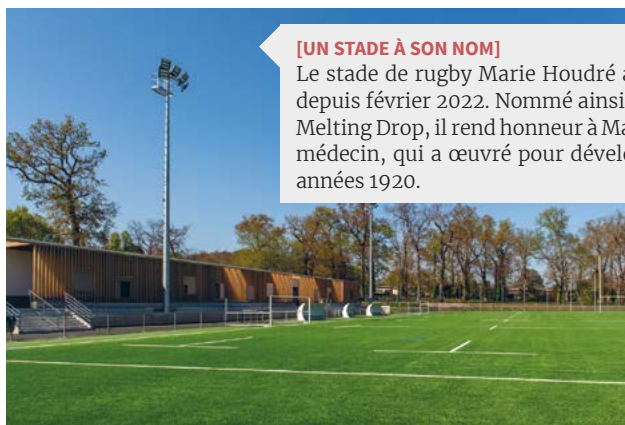 [UN STADE À SON NOM]
Le stade de rugby Marie Houdré a
depuis février 2022. Nommé ainsi
Melting Drop, il rend honneur à Ma
médecin, qui a œuvré pour dével
années 1920.